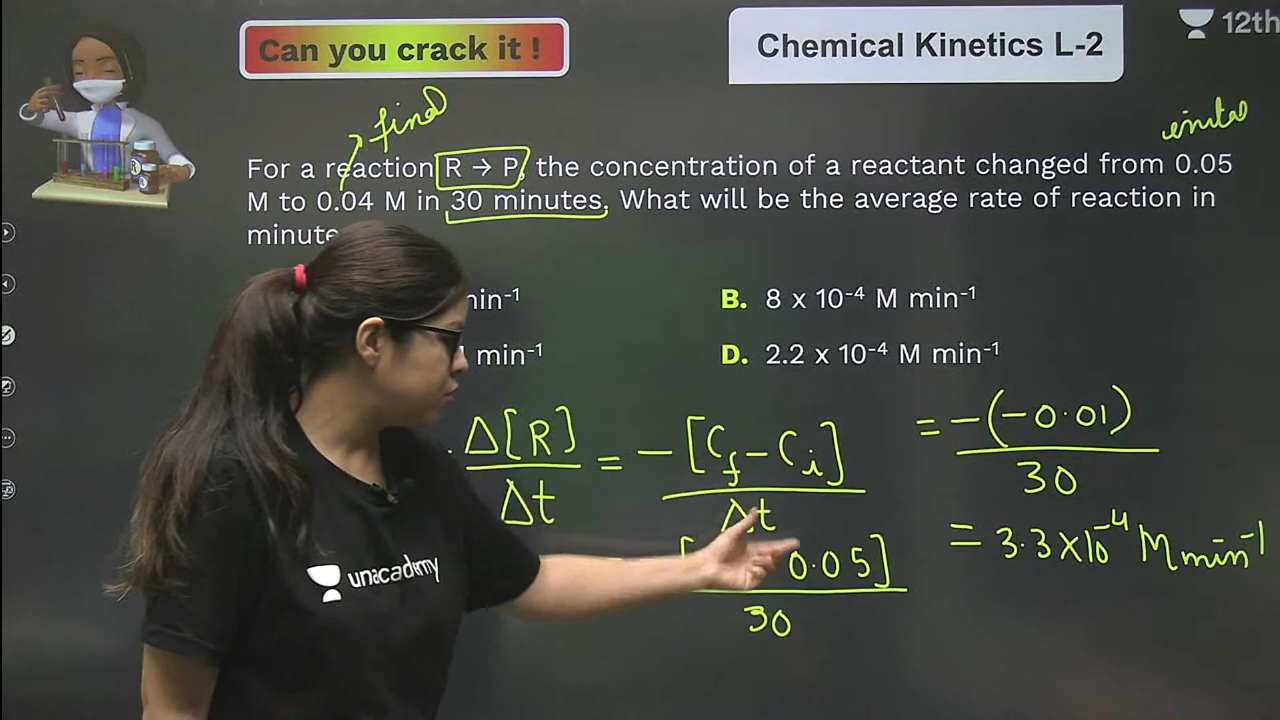 Can you crack it !
Chemical Kinetics L-2
12th
final
For a reaction R → P, the concentration of a reactant changed from 0.05
M to 0.04 M in 30 minutes. What will be the average rate of reaction in
minute
min⁻¹
B. 8 x 10⁻⁴ M min⁻¹
min⁻¹
D. 2.2 x 10⁻⁴ M min⁻¹
Δ[R]
Δt
= -[Cf - Ci]
Δt
0.05]
30
= -(-0.01)
30
= 3.3 x 10⁻⁴ M min⁻¹
unacademy